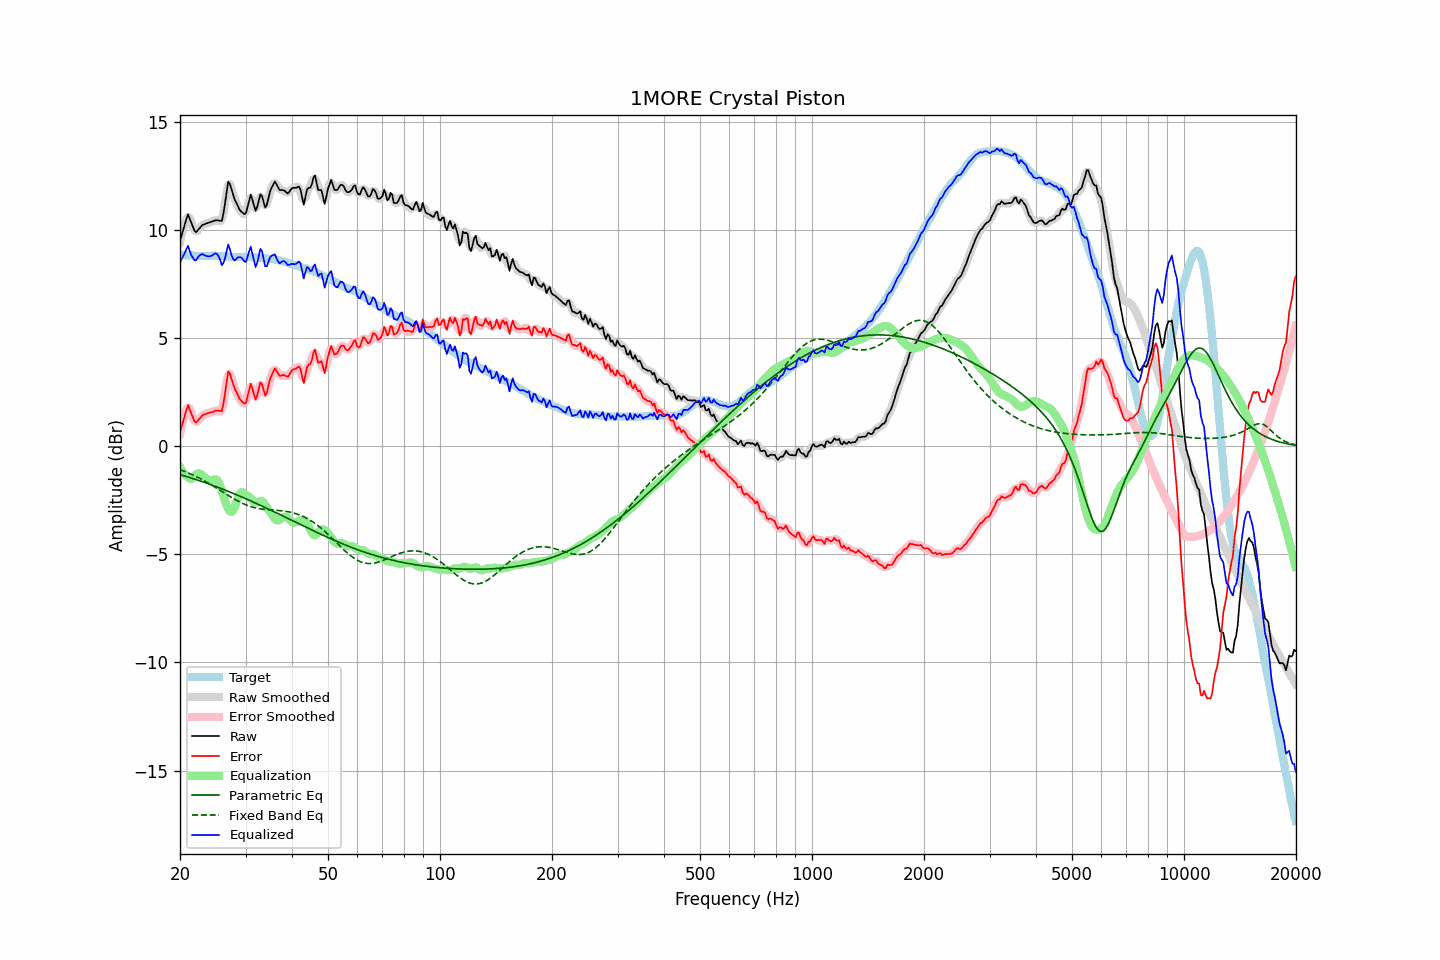 1MORE Crystal Piston
15
10
5
0
−5
−10
−15
Amplitude (dBr)
Target
Raw Smoothed
Error Smoothed
Raw
Error
Equalization
Parametric Eq
Fixed Band Eq
Equalized
20 50 100 200 500 1000 2000 5000 10000 20000
Frequency (Hz)